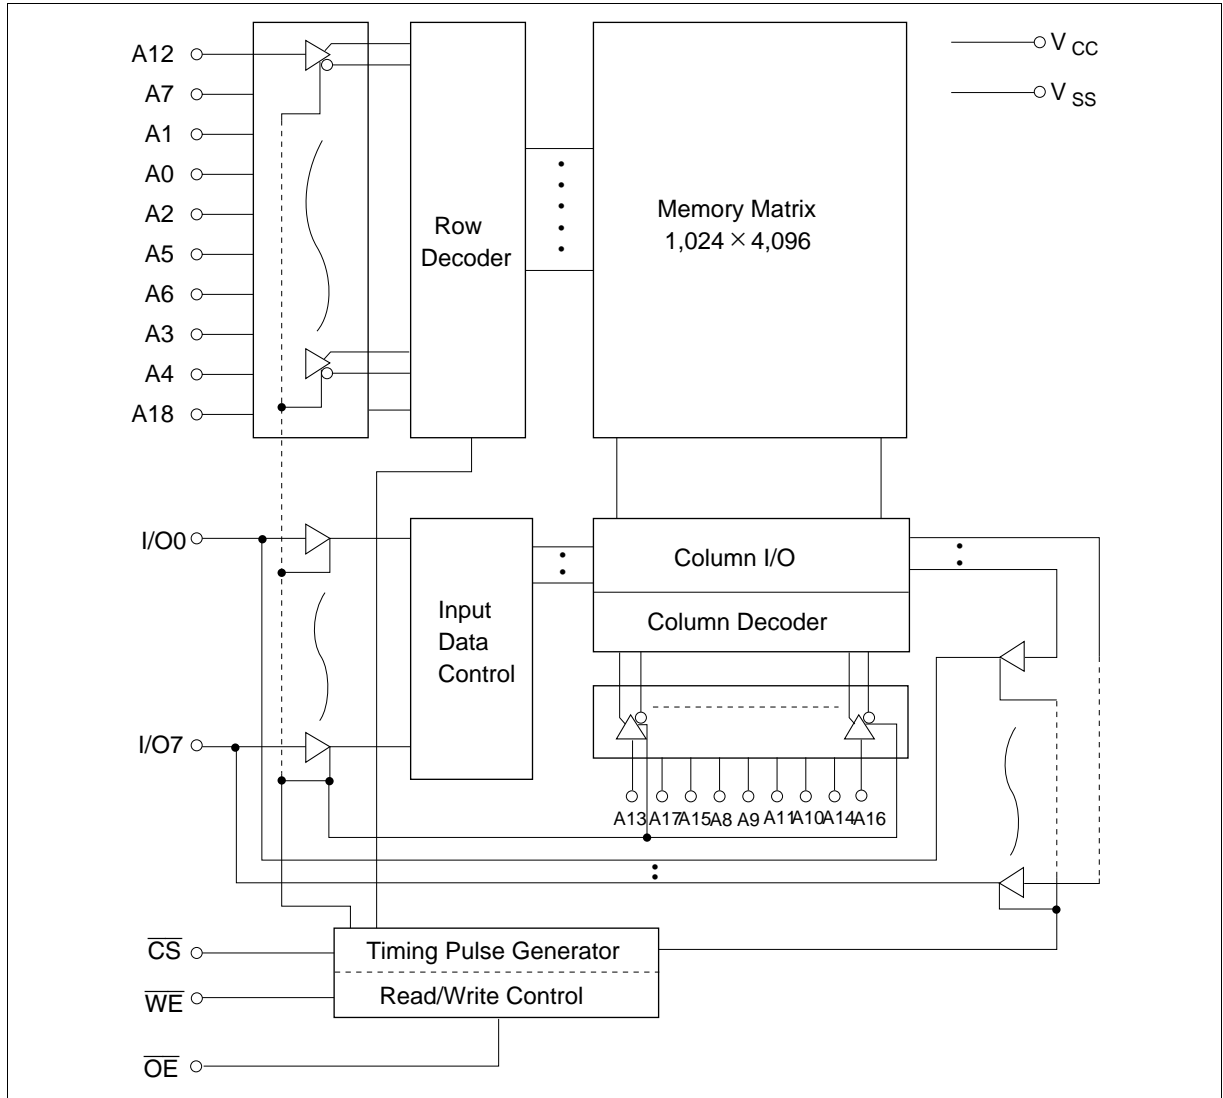 A12
A7
A1
A0
A2
A5
A6
A3
A4
A18
Row
Decoder
Memory Matrix
1,024 × 4,096
V CC
V SS
I/O0
I/O7
Input
Data
Control
Column I/O
Column Decoder
A13 A17 A15 A8 A9 A11 A10 A14 A16
CS
WE
OE
Timing Pulse Generator
Read/Write Control